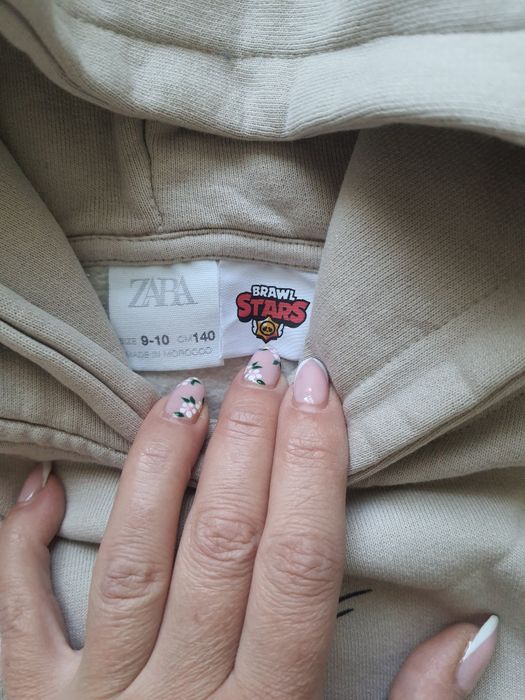 ZARA
SIZE 9-10 CM 140
MADE IN MOROCCO
BRAWL
STARS